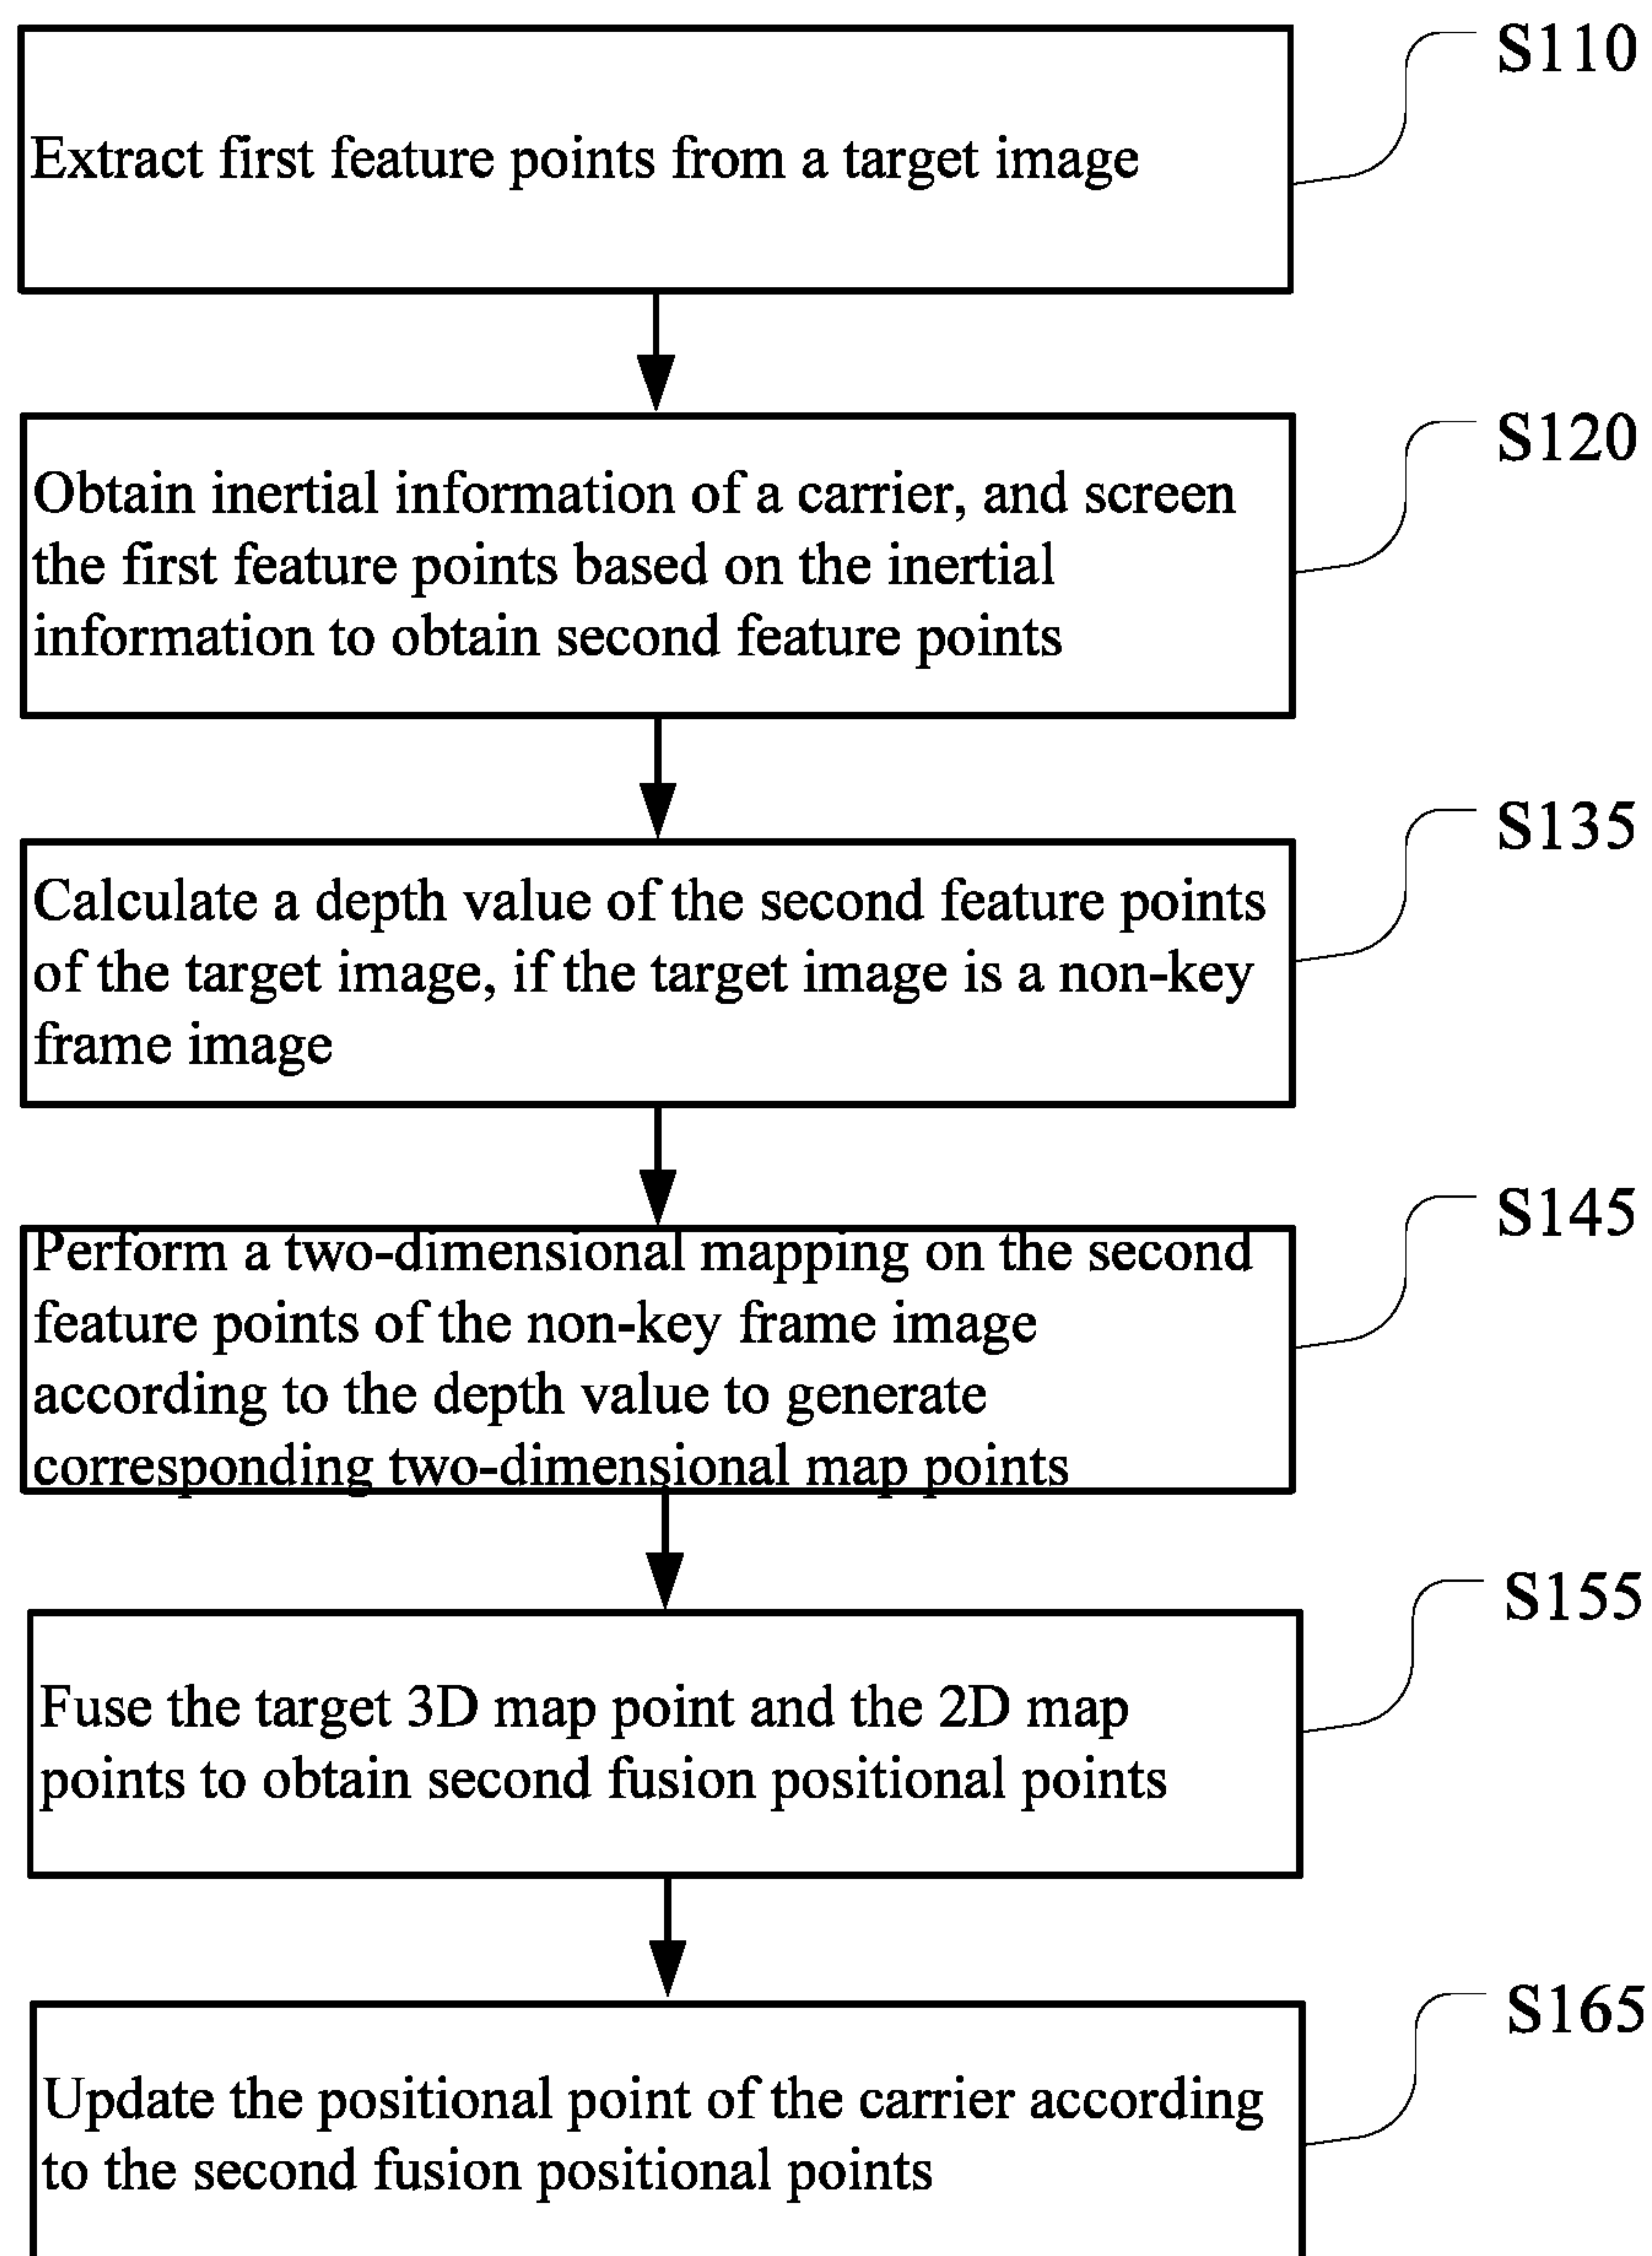 S110
Extract first feature points from a target image
S120
Obtain inertial information of a carrier, and screen
the first feature points based on the inertial
information to obtain second feature points
S135
Calculate a depth value of the second feature points
of the target image, if the target image is a non-key
frame image
S145
Perform a two-dimensional mapping on the second
feature points of the non-key frame image
according to the depth value to generate
corresponding two-dimensional map points
S155
Fuse the target 3D map point and the 2D map
points to obtain second fusion positional points
S165
Update the positional point of the carrier according
to the second fusion positional points